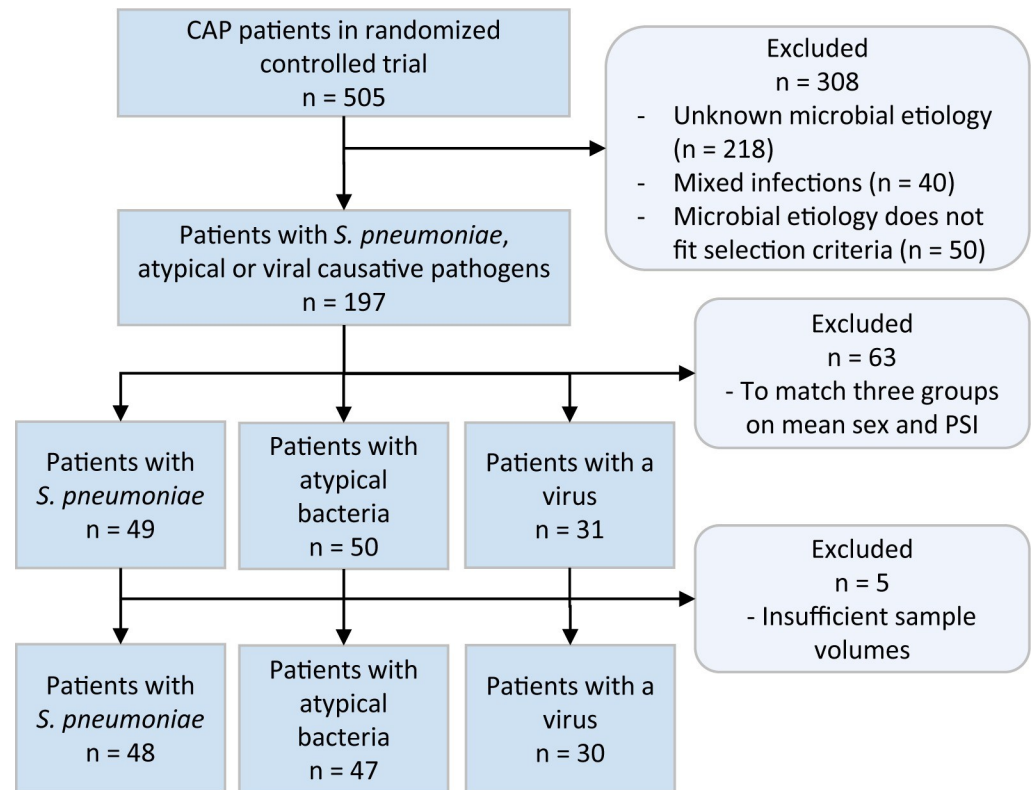 CAP patients in randomized
controlled trial
n = 505
Excluded
n = 308
- Unknown microbial etiology
(n = 218)
- Mixed infections (n = 40)
- Microbial etiology does not
fit selection criteria (n = 50)
Patients with S. pneumoniae,
atypical or viral causative pathogens
n = 197
Excluded
n = 63
- To match three groups
on mean sex and PSI
Patients with
S. pneumoniae
n = 49
Patients with
atypical
bacteria
n = 50
Patients with a
virus
n = 31
Excluded
n = 5
- Insufficient sample
volumes
Patients with
S. pneumoniae
n = 48
Patients with
atypical
bacteria
n = 47
Patients with a
virus
n = 30